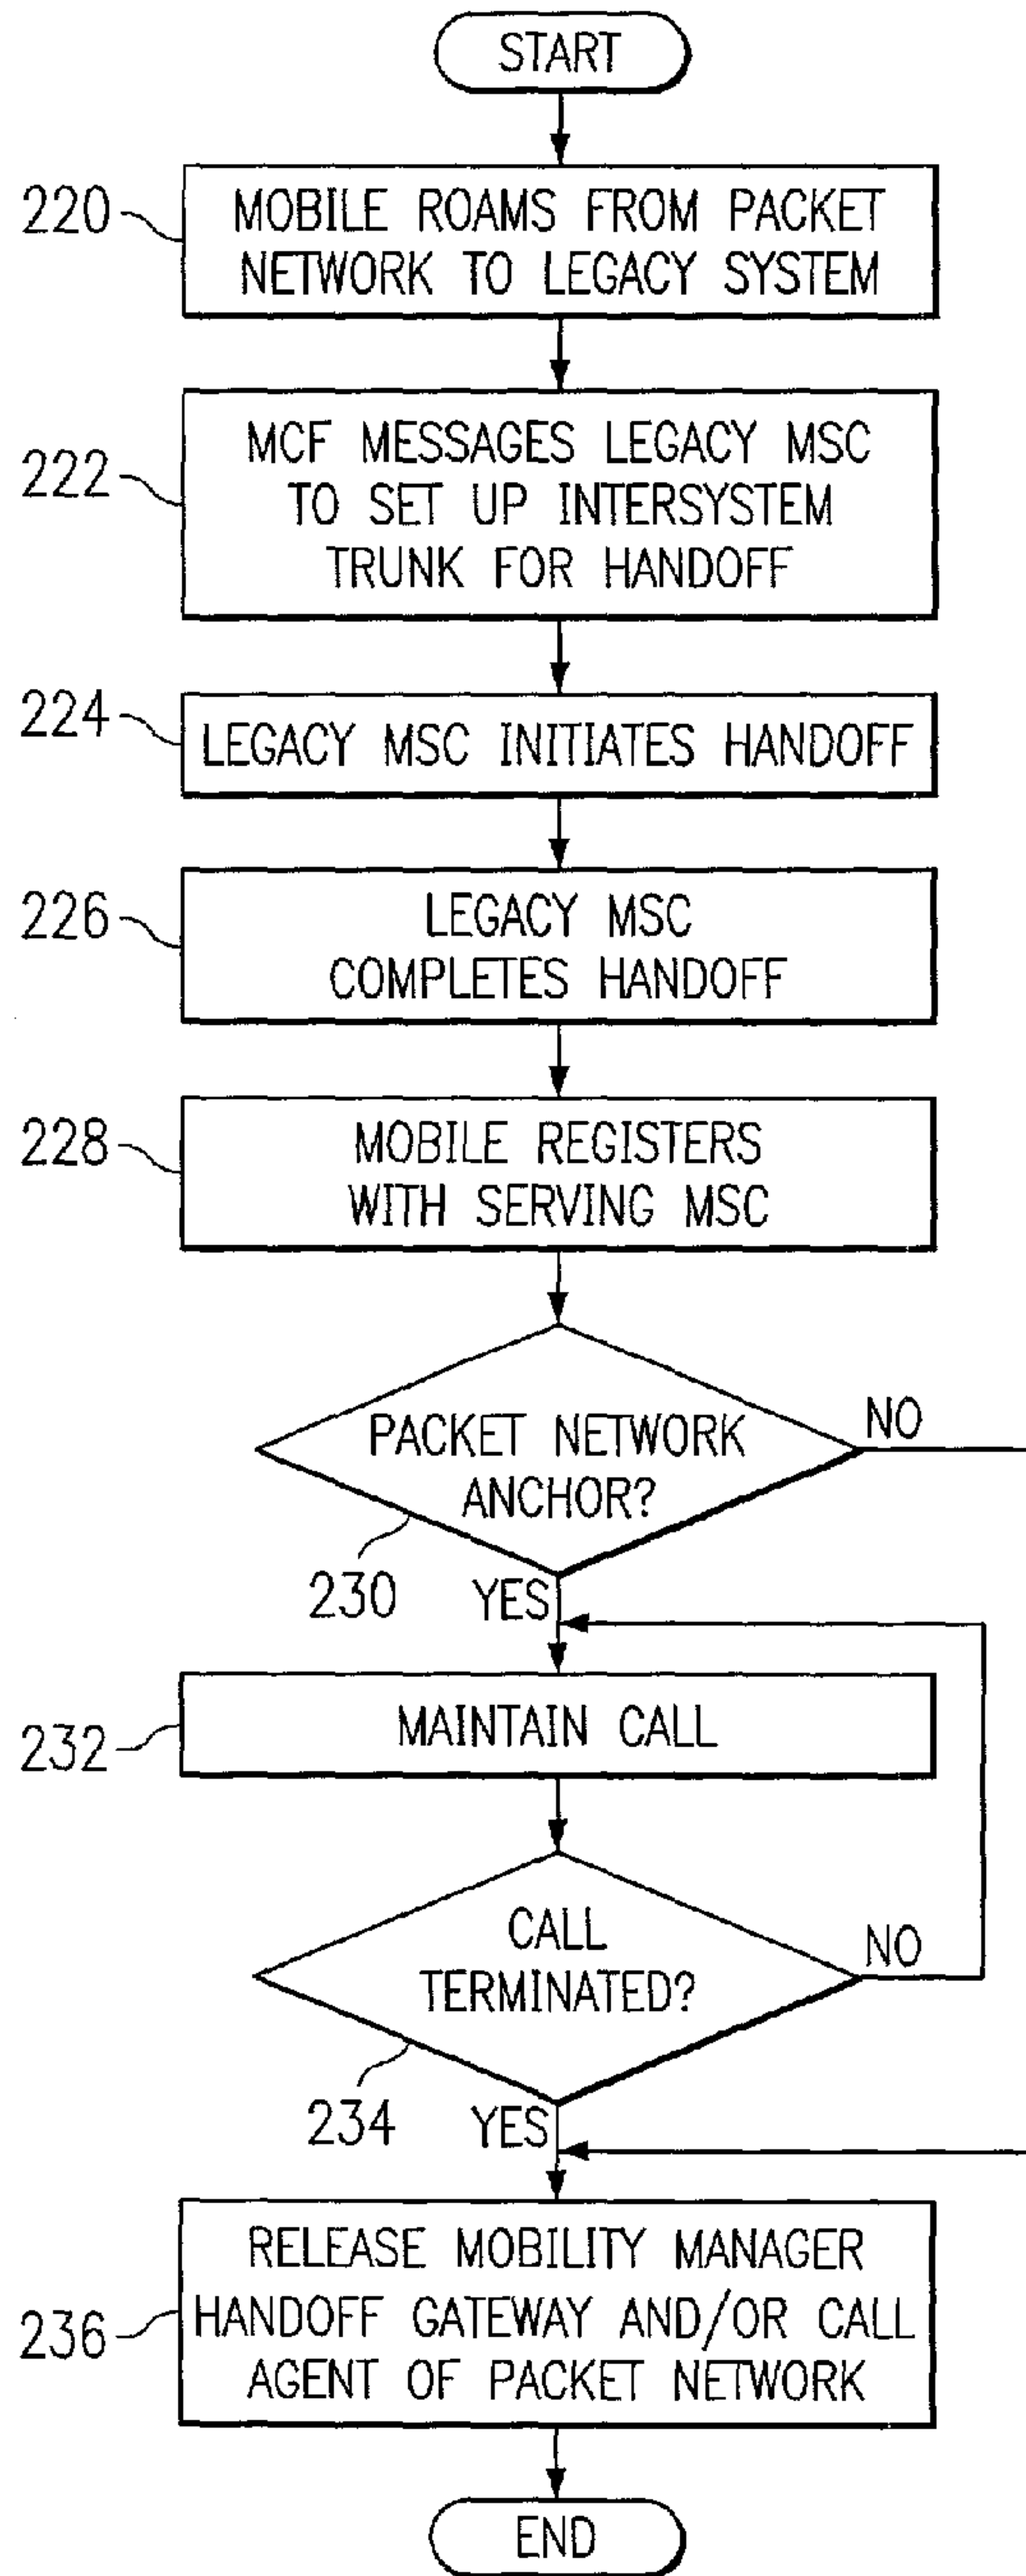 START
220
MOBILE ROAMS FROM PACKET
NETWORK TO LEGACY SYSTEM
222
MCF MESSAGES LEGACY MSC
TO SET UP INTERSYSTEM
TRUNK FOR HANDOFF
224
LEGACY MSC INITIATES HANDOFF
226
LEGACY MSC
COMPLETES HANDOFF
228
MOBILE REGISTERS
WITH SERVING MSC
PACKET NETWORK
ANCHOR?
NO
230
YES
232
MAINTAIN CALL
CALL
TERMINATED?
NO
234
YES
236
RELEASE MOBILITY MANAGER
HANDOFF GATEWAY AND/OR CALL
AGENT OF PACKET NETWORK
END